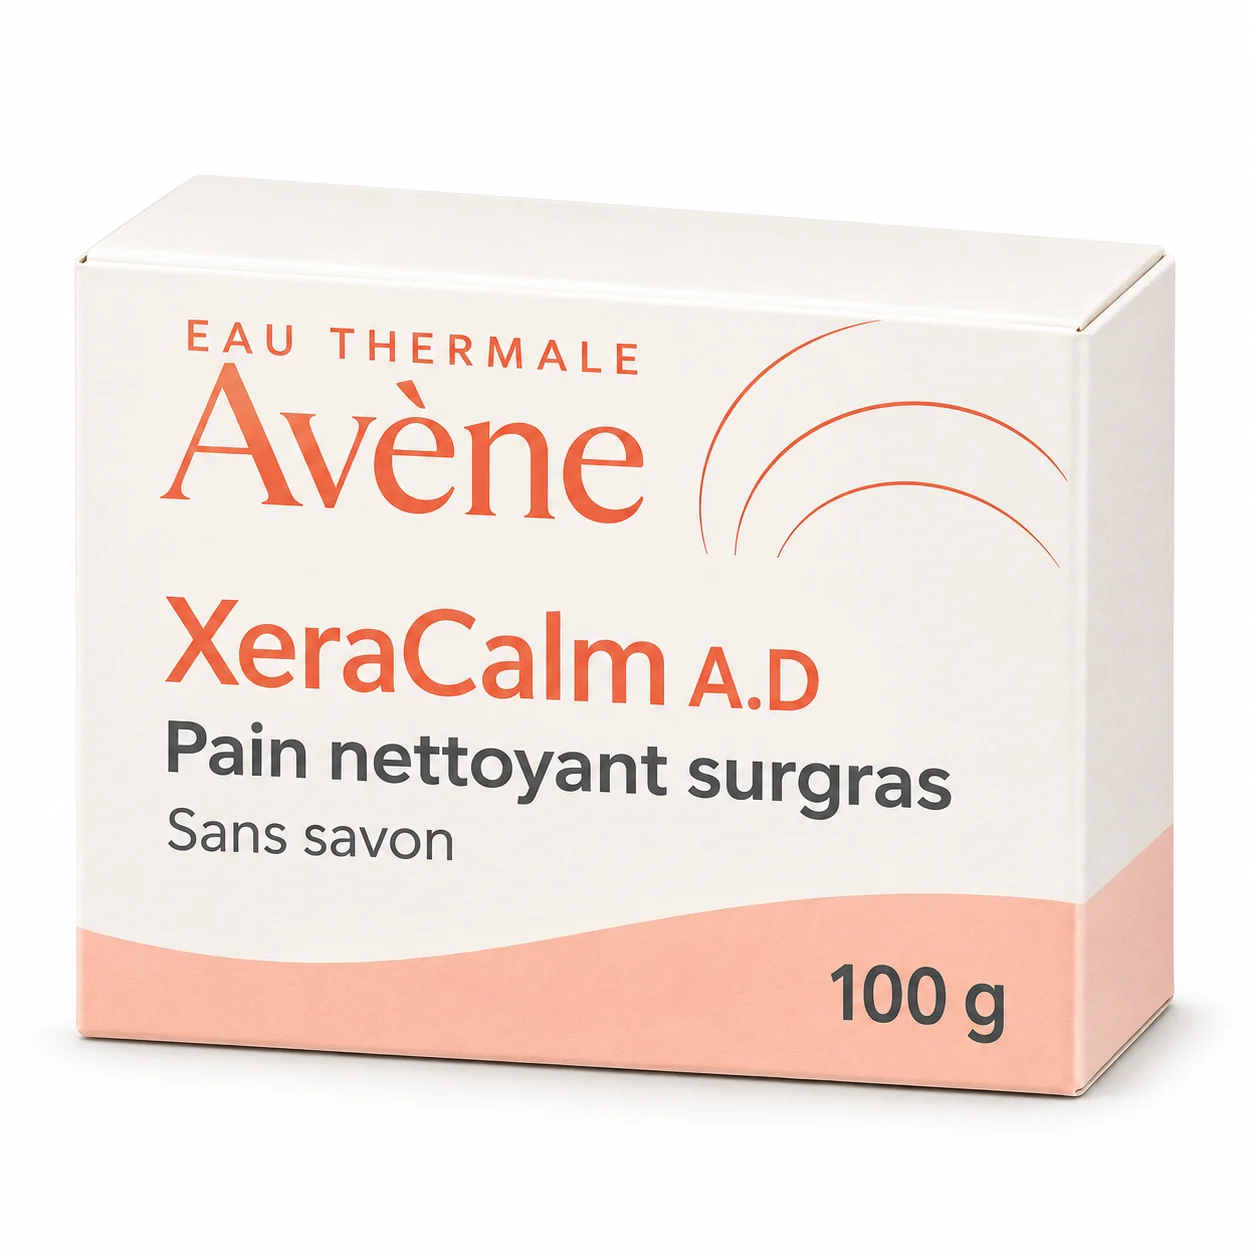 EAU THERMALE
Avène
XeraCalm A.D
Pain nettoyant surgras
Sans savon
100 g